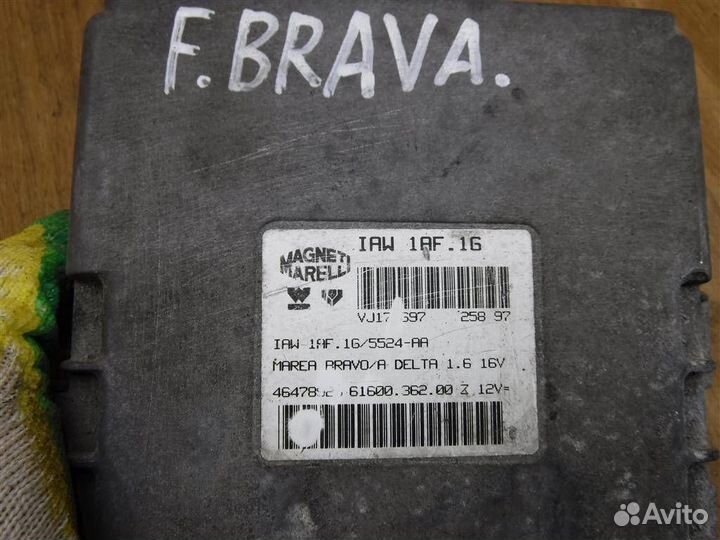 F. BRAVA.
IAW 1AF.16
MAGNETI
MARELLI
25897
IAW 1AF.16/5524-AA
MAREA BRAVO/A DELTA 1.6 16V
61600.362.00 12V=
Avito